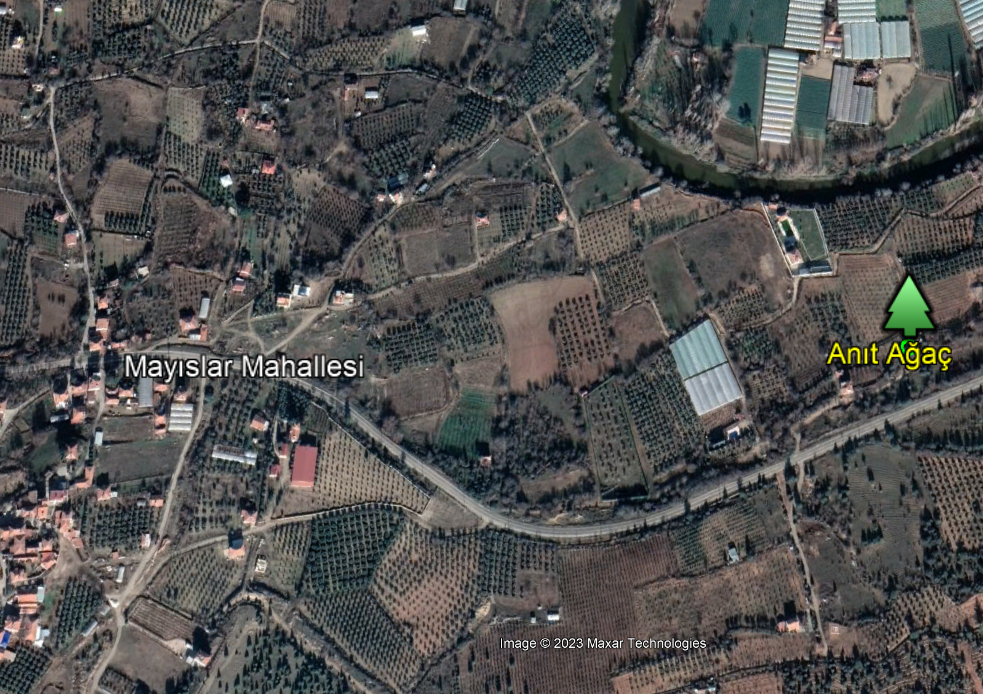 Mayıslar Mahallesi
Anıt Ağaç
Image © 2023 Maxar Technologies